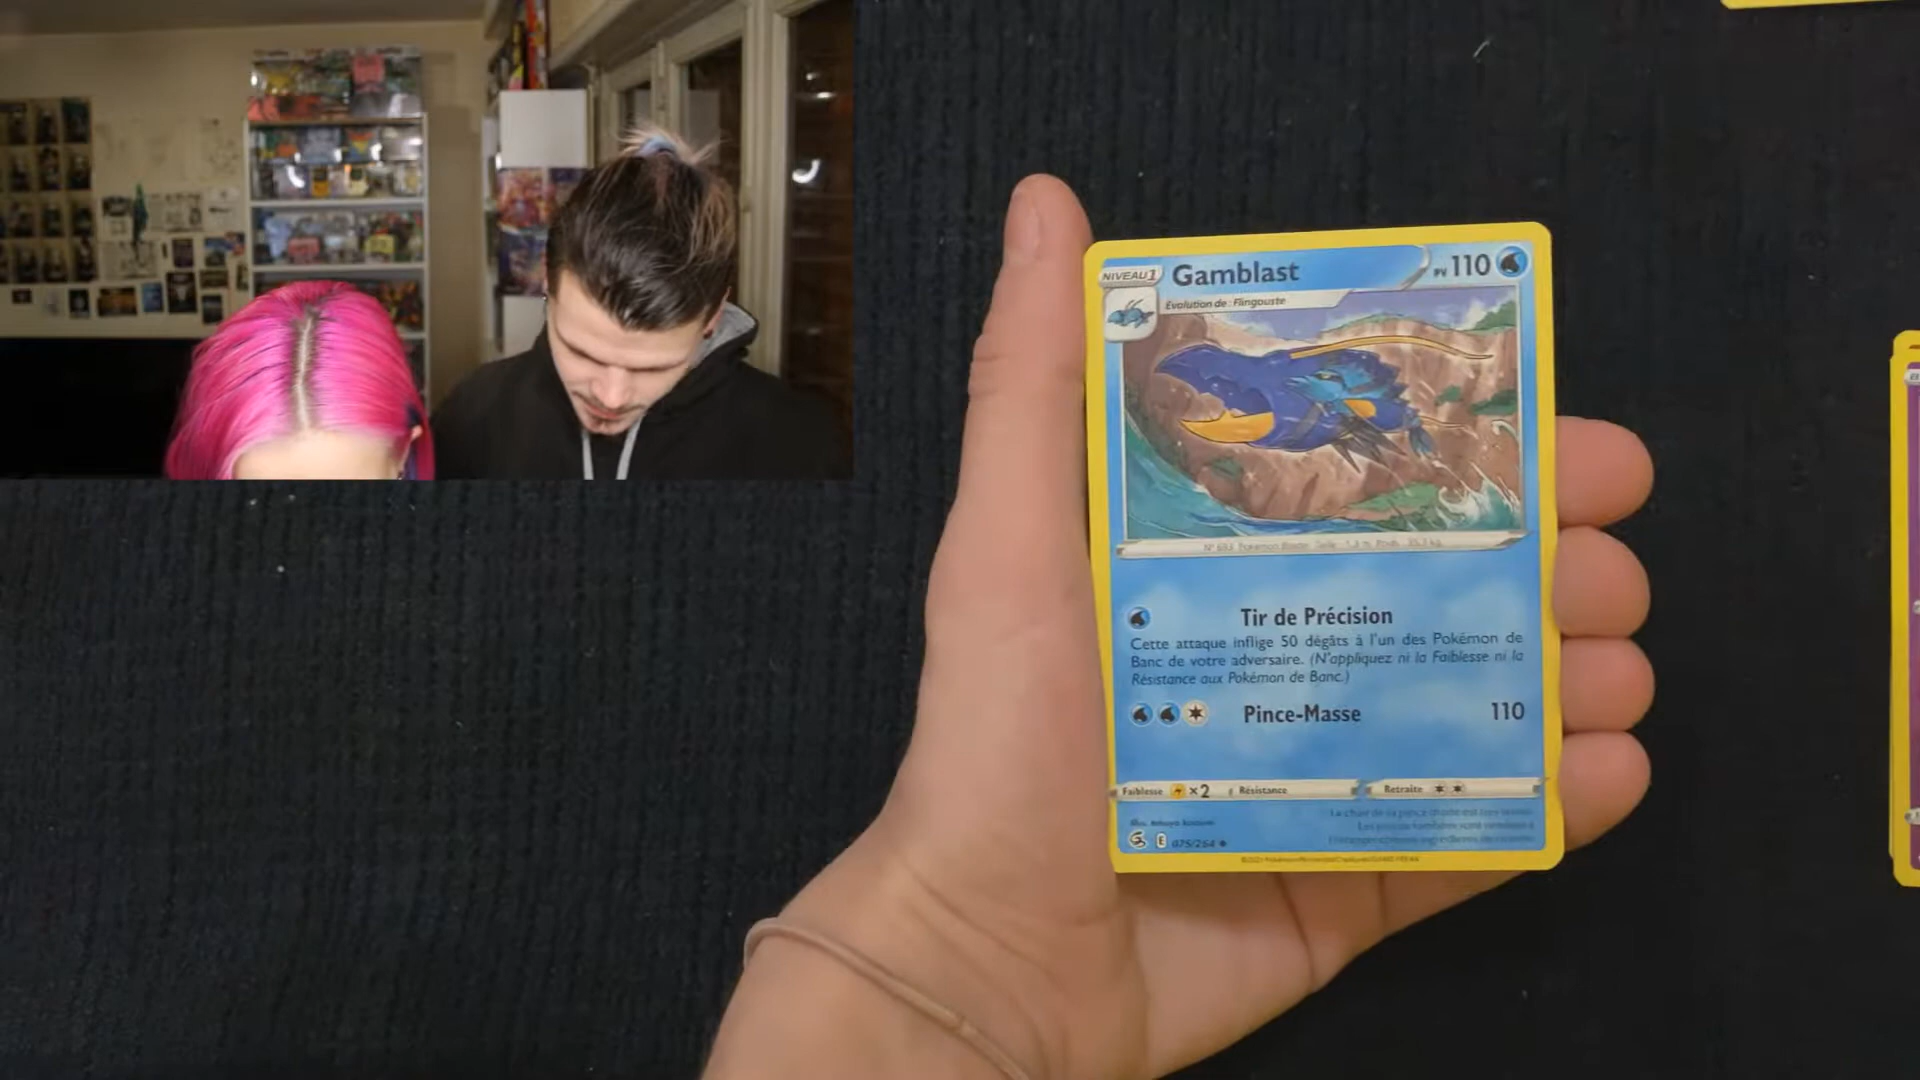 NIVEAU 1
Gamblast
PV 110
Évolution de : Flingouste
Tir de Précision
Cette attaque inflige 50 dégâts à l'un des Pokémon de
Banc de votre adversaire. (N'appliquez ni la Faiblesse ni la
Résistance aux Pokémon de Banc.)
Pince-Masse 110
Faiblesse ×2 Résistance Retraite
E 075/264